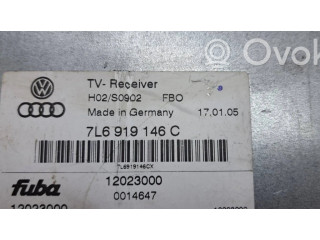 Ovok
TV- Receiver
H02/S0902 FBO
Made in Germany 17.01.05
7L6 919 146 C
7L6919146CX
fuba
12023000
0014647
12023000